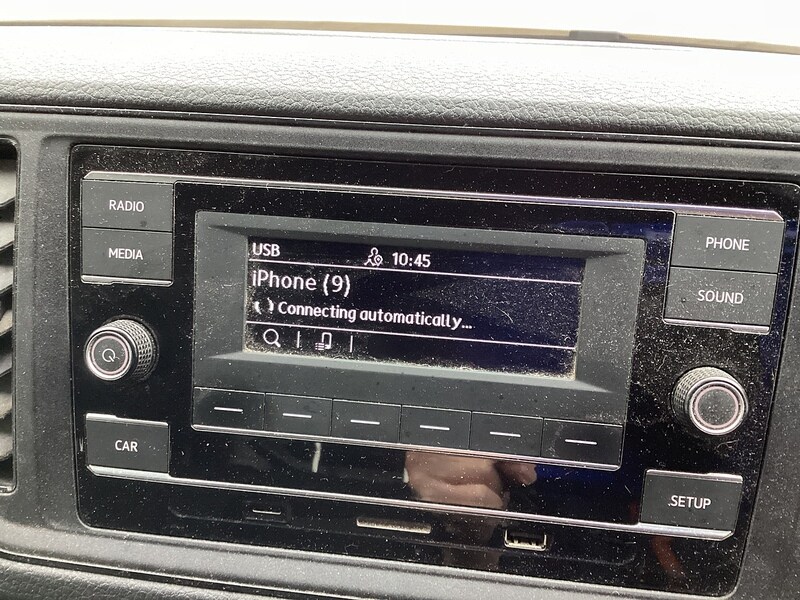 RADIO
MEDIA
CAR
USB 10:45
iPhone (9)
Connecting automatically...
PHONE
SOUND
SETUP